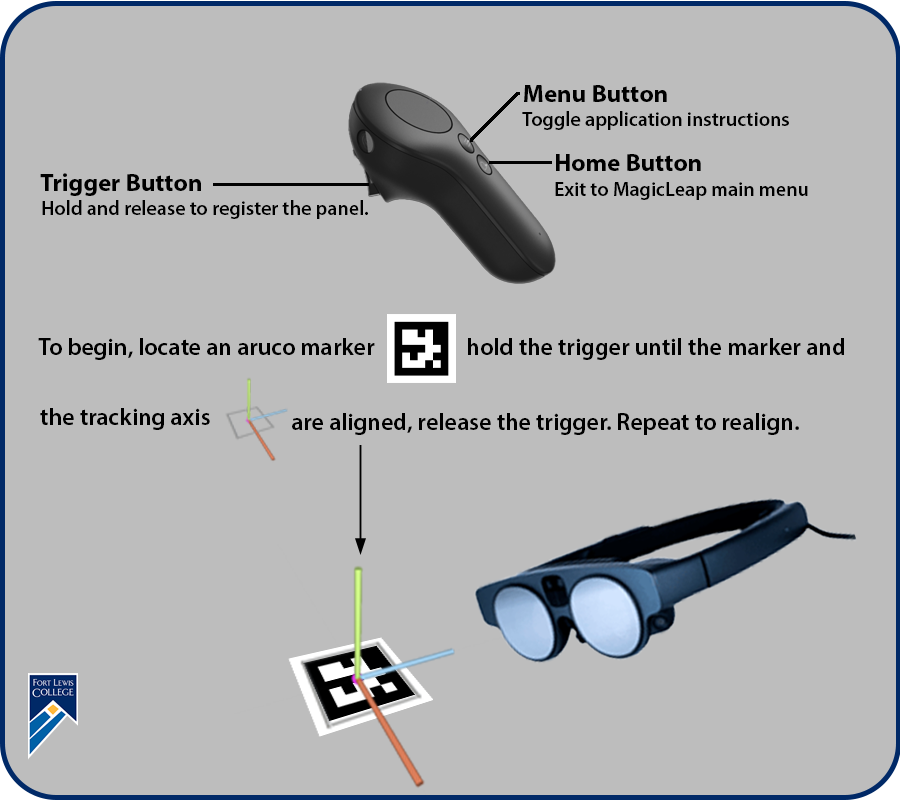 Menu Button
Toggle application instructions
Home Button
Exit to MagicLeap main menu
Trigger Button
Hold and release to register the panel.
To begin, locate an aruco marker hold the trigger until the marker and
the tracking axis are aligned, release the trigger. Repeat to realign.
FORT LEWIS
COLLEGE